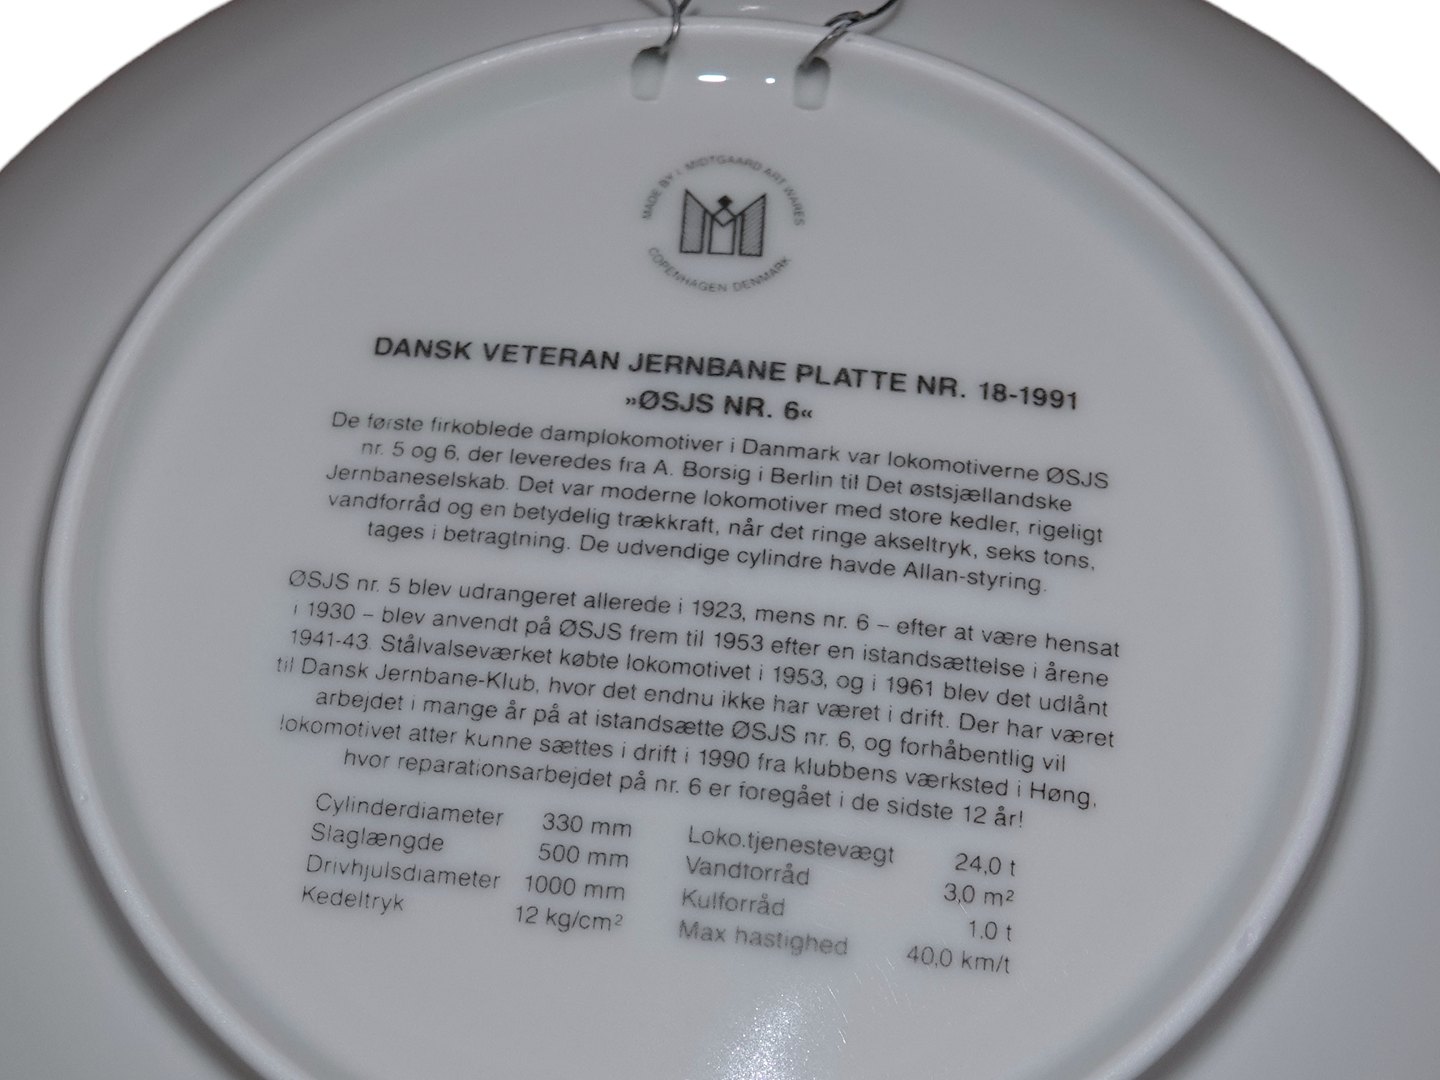 MADE BY I. MIDTGAARD ART WARES
COPENHAGEN DENMARK
DANSK VETERAN JERNBANE PLATTE NR. 18-1991
»ØSJS NR. 6«
De første firkoblede damplokomotiver i Danmark var lokomotiverne ØSJS
nr. 5 og 6, der leveredes fra A. Borsig i Berlin til Det østsjællandske
Jernbaneselskab. Det var moderne lokomotiver med store kedler, rigeligt
vandforråd og en betydelig trækkraft, når det ringe akseltryk, seks tons,
tages i betragtning. De udvendige cylindre havde Allan-styring.
ØSJS nr. 5 blev udrangeret allerede i 1923, mens nr. 6 – efter at være hensat
i 1930 – blev anvendt på ØSJS frem til 1953 efter en istandsættelse i årene
1941-43. Stålvalseværket købte lokomotivet i 1953, og i 1961 blev det udlånt
til Dansk Jernbane-Klub, hvor det endnu ikke har været i drift. Der har været
arbejdet i mange år på at istandsætte ØSJS nr. 6, og forhåbentlig vil
lokomotivet atter kunne sættes i drift i 1990 fra klubbens værksted i Høng,
hvor reparationsarbejdet på nr. 6 er foregået i de sidste 12 år!
Cylinderdiameter 330 mm
Slaglængde 500 mm
Drivhjulsdiameter 1000 mm
Kedeltryk 12 kg/cm²
Loko.tjenestevægt 24,0 t
Vandforråd 3,0 m²
Kulforråd 1.0 t
Max hastighed 40,0 km/t